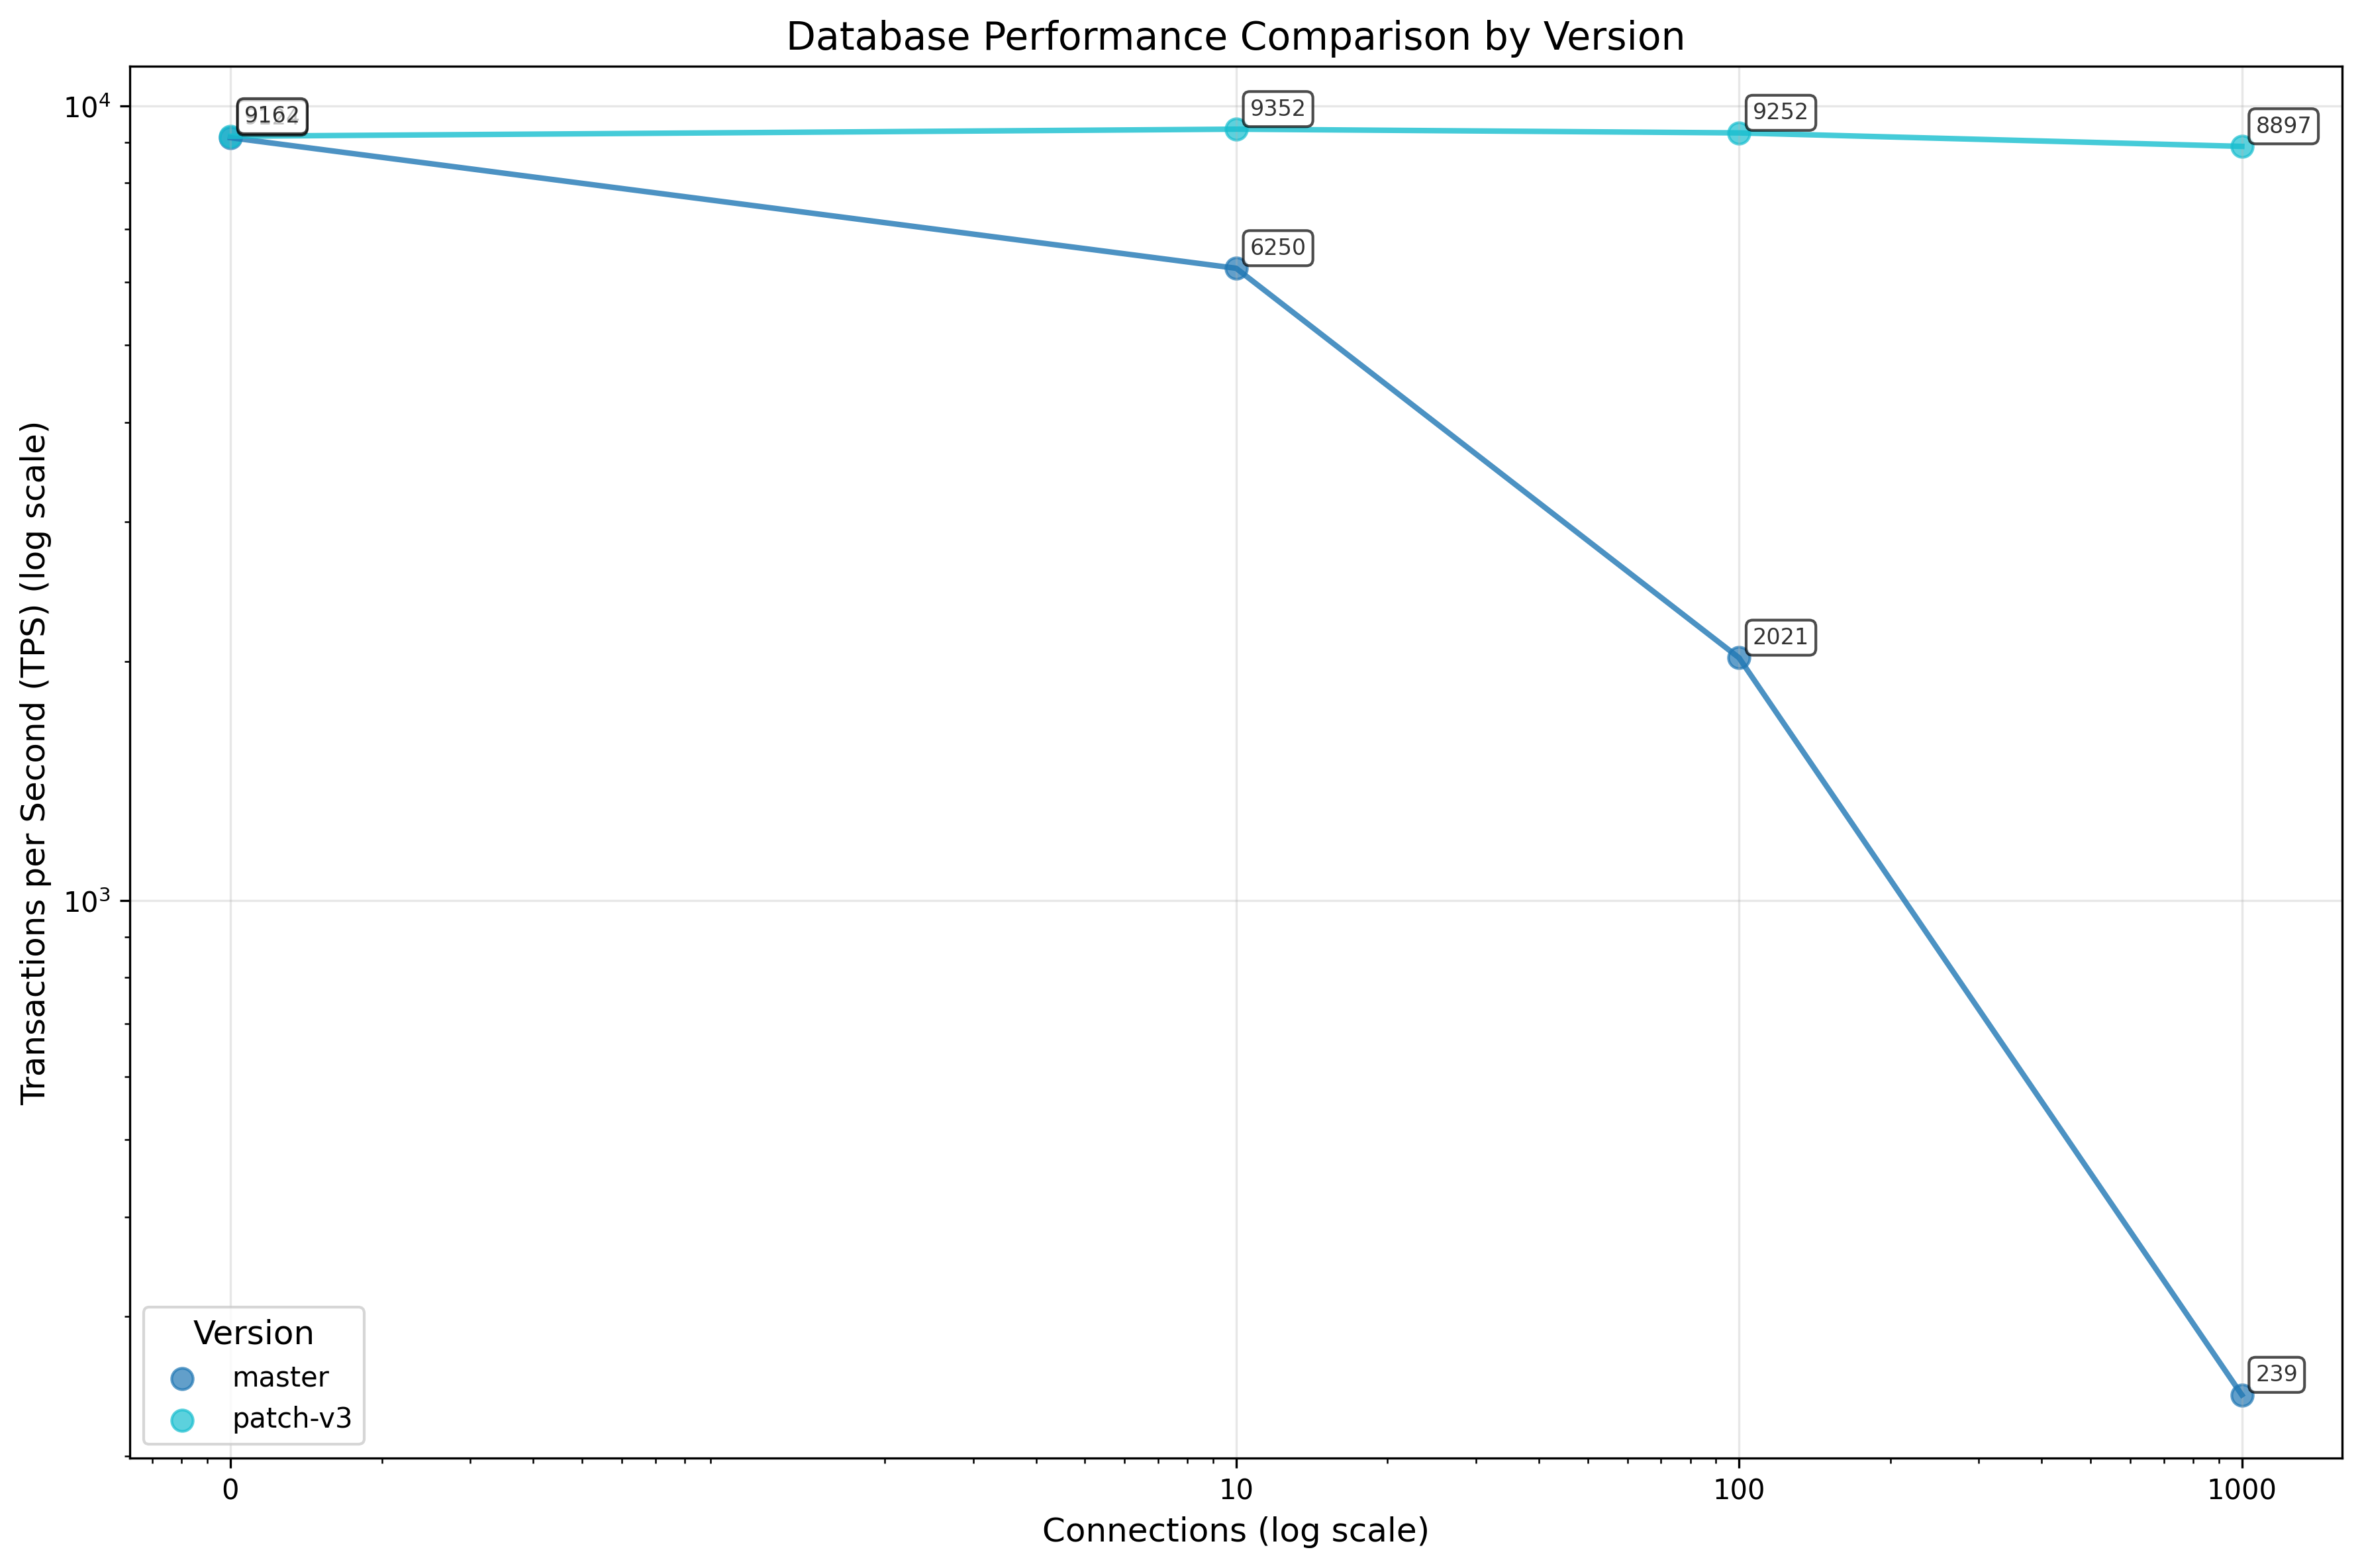 Database Performance Comparison by Version
Transactions per Second (TPS) (log scale)
10⁴
10³
9162
9352
9252
8897
6250
2021
239
Version
master
patch-v3
0
10
100
1000
Connections (log scale)